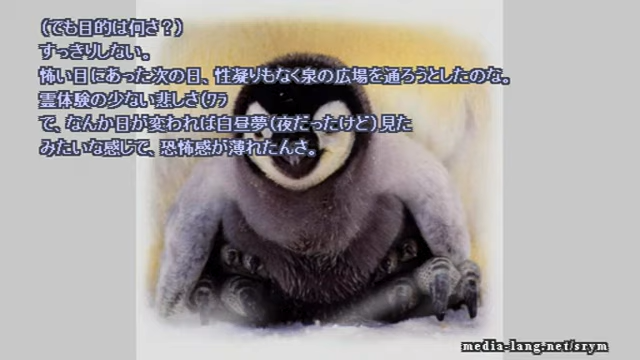 (でも目的は何さ?)
すっきりしない。
怖い目にあった次の日、性凝りもなく泉の広場を通ろうとしたのな。
霊体験の少ない悲しさ(ワラ
で、なんか日が変われば白昼夢(夜だったけど)見た
みたいな感じで、恐怖感が薄れたんさ。
media-lang.net/srym